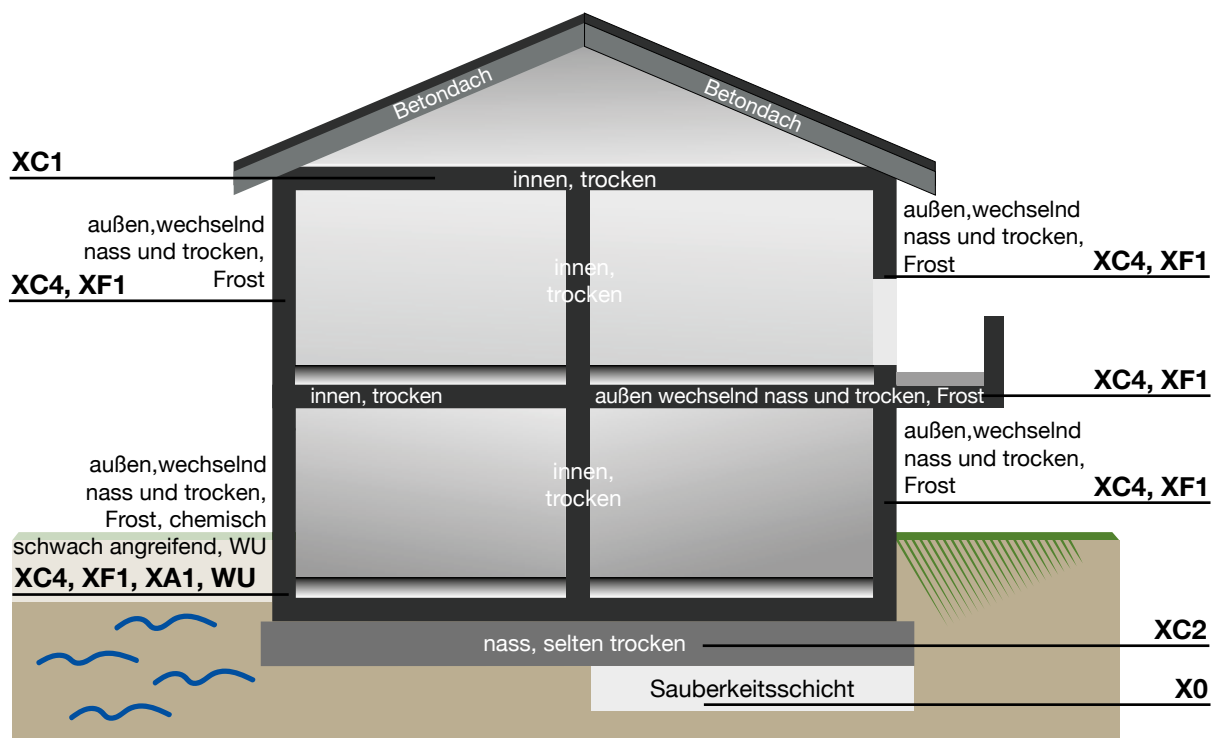 Betondach
Betondach
XC1
innen, trocken
außen,wechselnd
nass und trocken,
Frost
XC4, XF1
innen,
trocken
außen,wechselnd
nass und trocken,
Frost
XC4, XF1
innen, trocken
außen wechselnd nass und trocken, Frost
XC4, XF1
außen,wechselnd
nass und trocken,
Frost, chemisch
schwach angreifend, WU
XC4, XF1, XA1, WU
innen,
trocken
außen,wechselnd
nass und trocken,
Frost
XC4, XF1
nass, selten trocken
XC2
Sauberkeitsschicht
X0